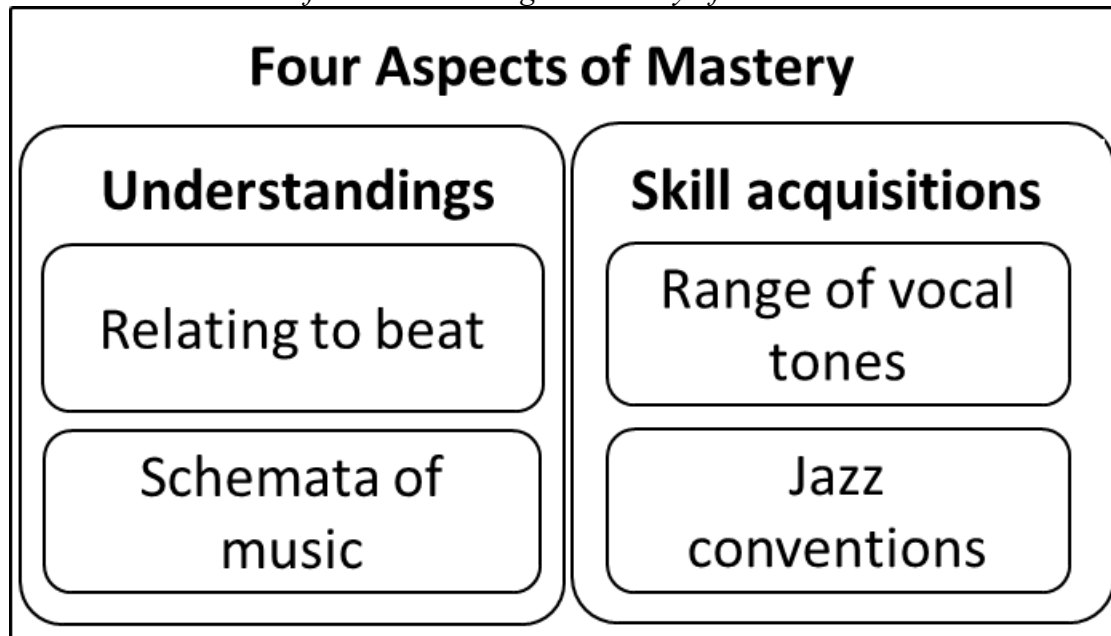 Four Aspects of Mastery
Understandings
Relating to beat
Schemata of
music
Skill acquisitions
Range of vocal
tones
Jazz
conventions